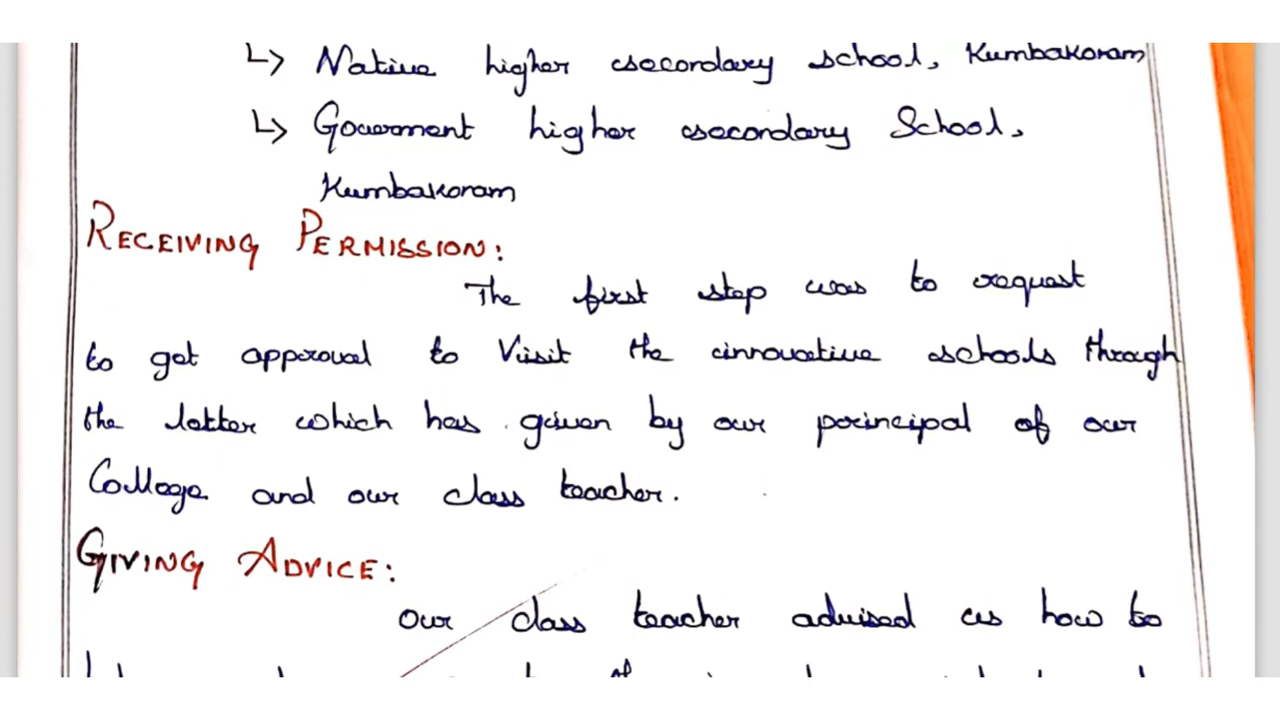 ↳ Native higher secondary school, Kumbakonam
↳ Goverment higher secondary School,
Kumbakonam
RECEIVING PERMISSION:
The first step was to request
to get approval to Visit the innovative schools through
the letter which has given by our principal of our
College and our class teacher.
GIVING ADVICE:
Our class teacher advised us how to